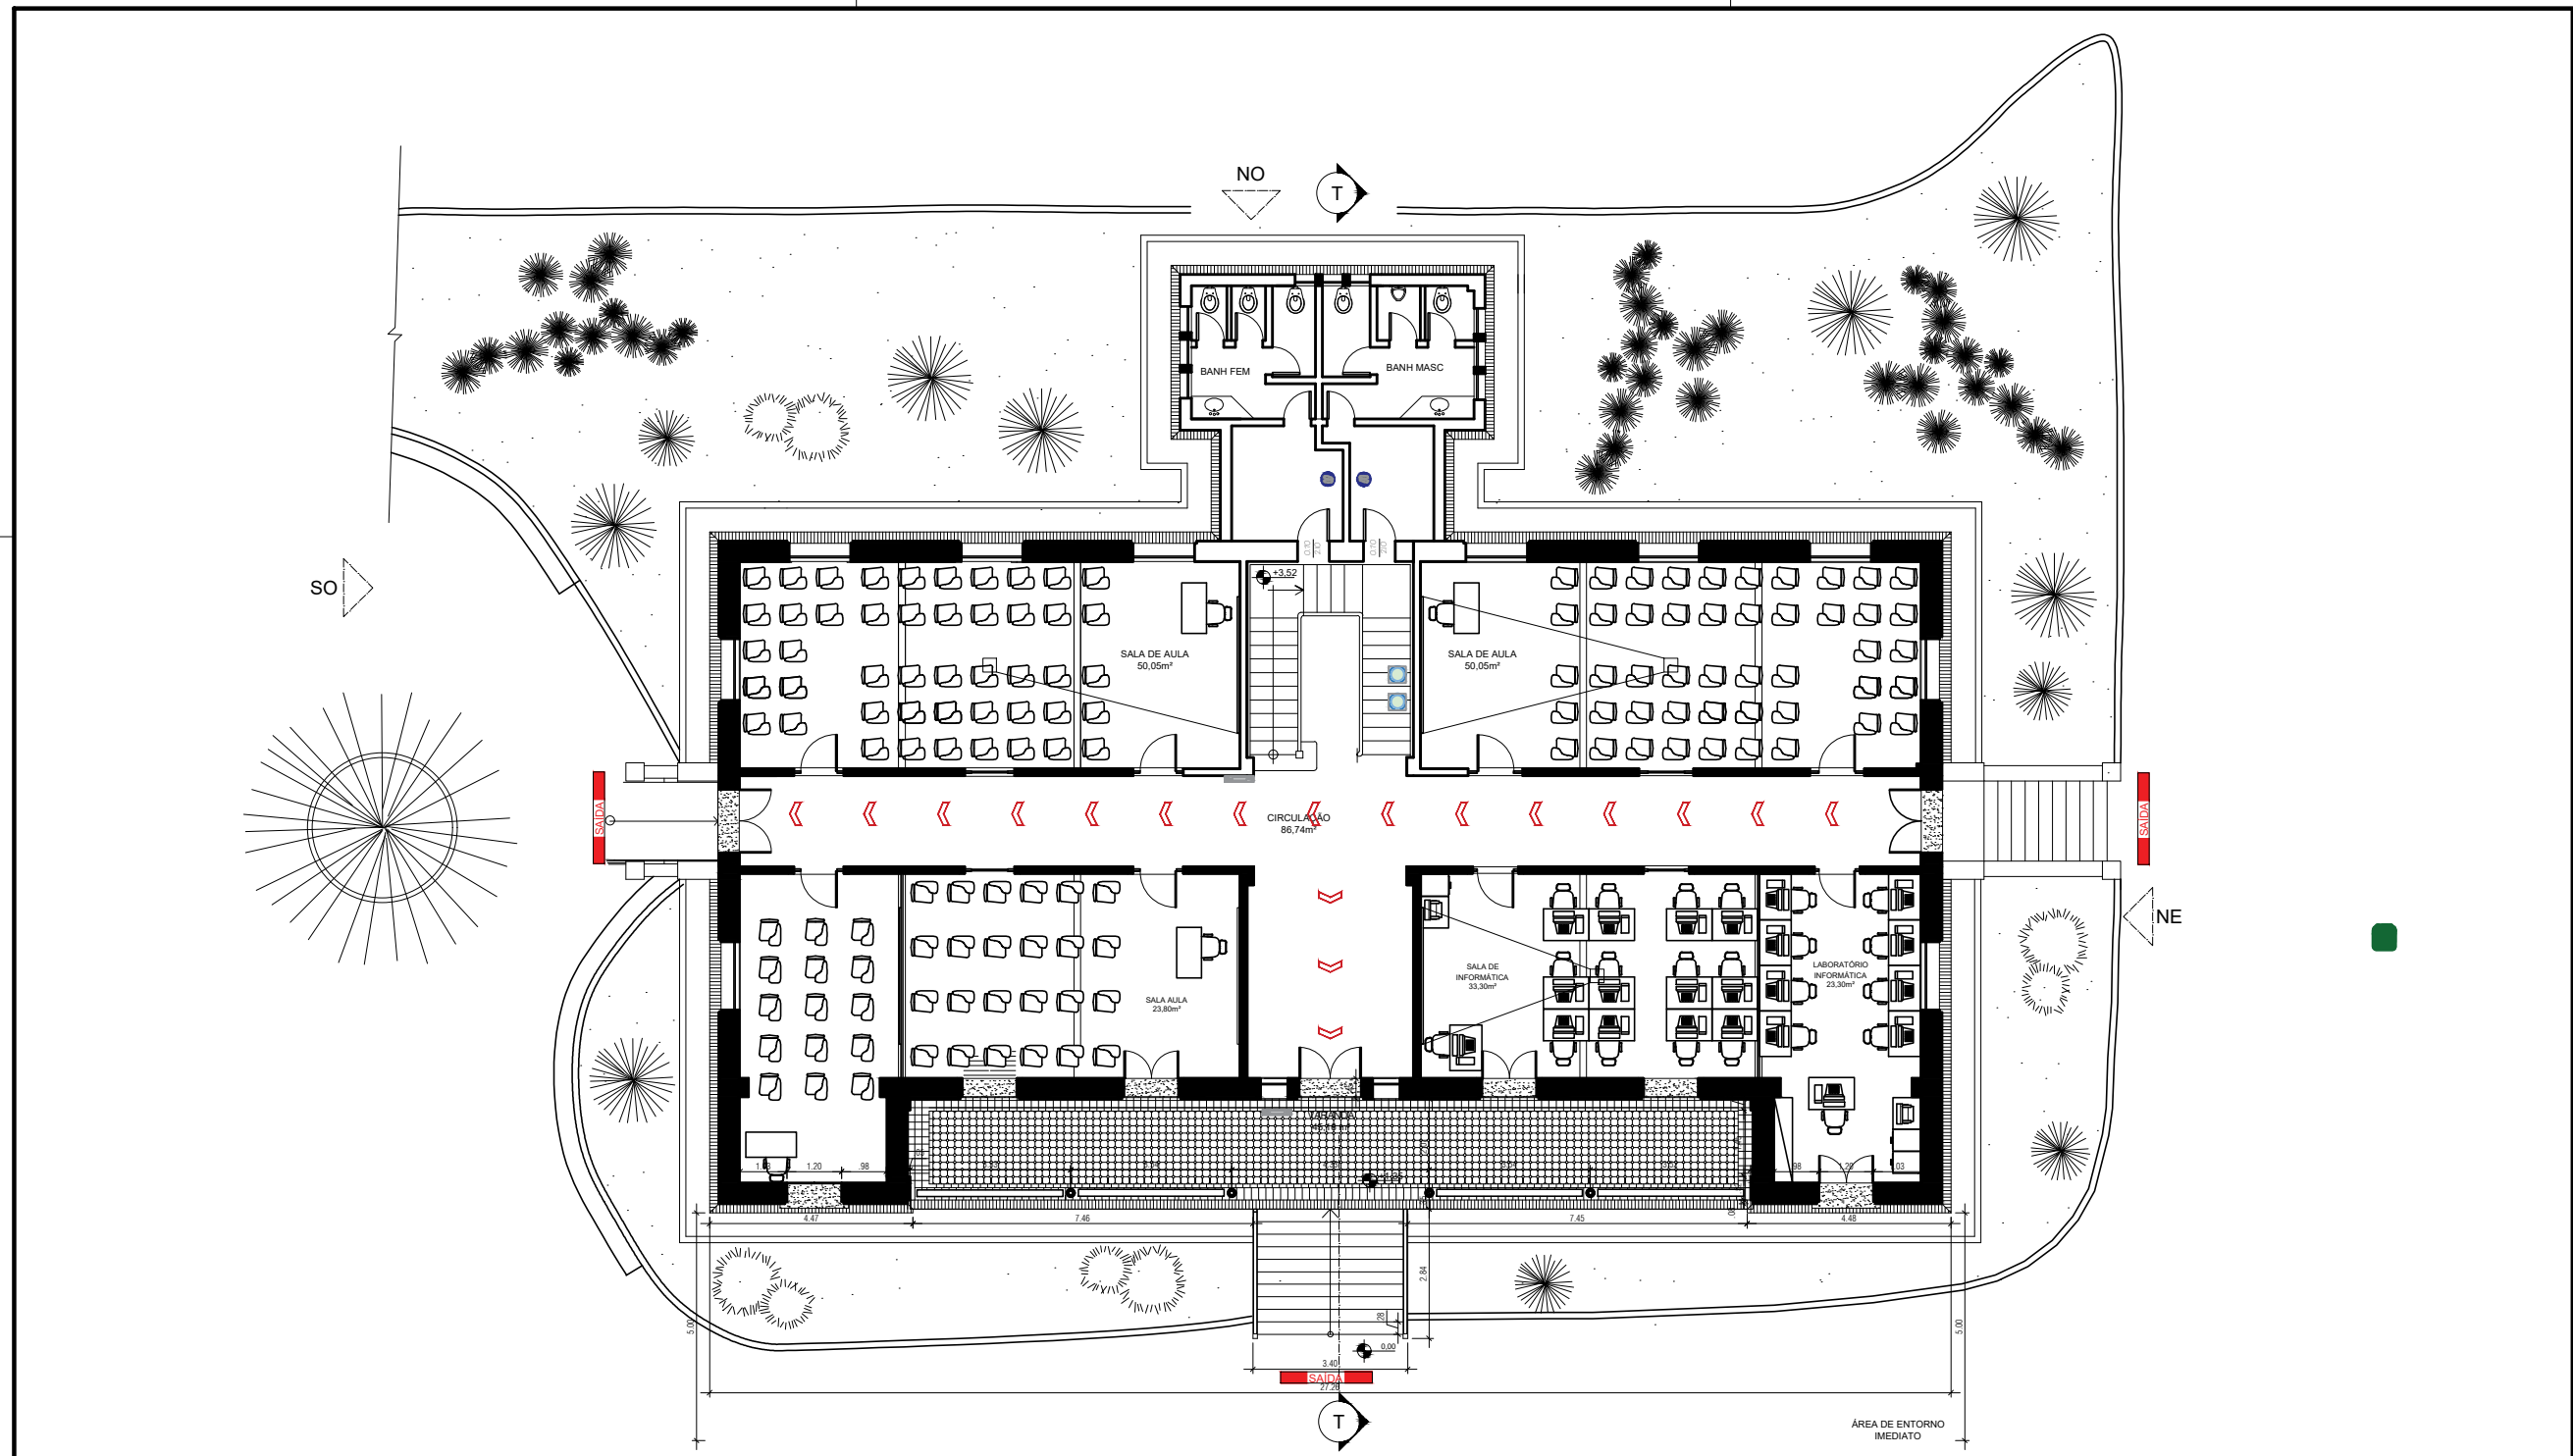 NO
T
BANH FEM
BANH MASC
SO
+3,52
SALA DE AULA
50,05m²
SALA DE AULA
50,05m²
SAÍDA
CIRCULAÇÃO
86,74m²
SAÍDA
NE
SALA DE
INFORMÁTICA
33,30m²
LABORATÓRIO
INFORMÁTICA
23,30m²
SALA AULA
23,80m²
VARANDA
1.20
.98
.98
1.20
.03
4.47
7.46
7.45
4.48
2.84
.28
5.00
5.00
0,00
3.40
SAÍDA
27.26
T
ÁREA DE ENTORNO
IMEDIATO